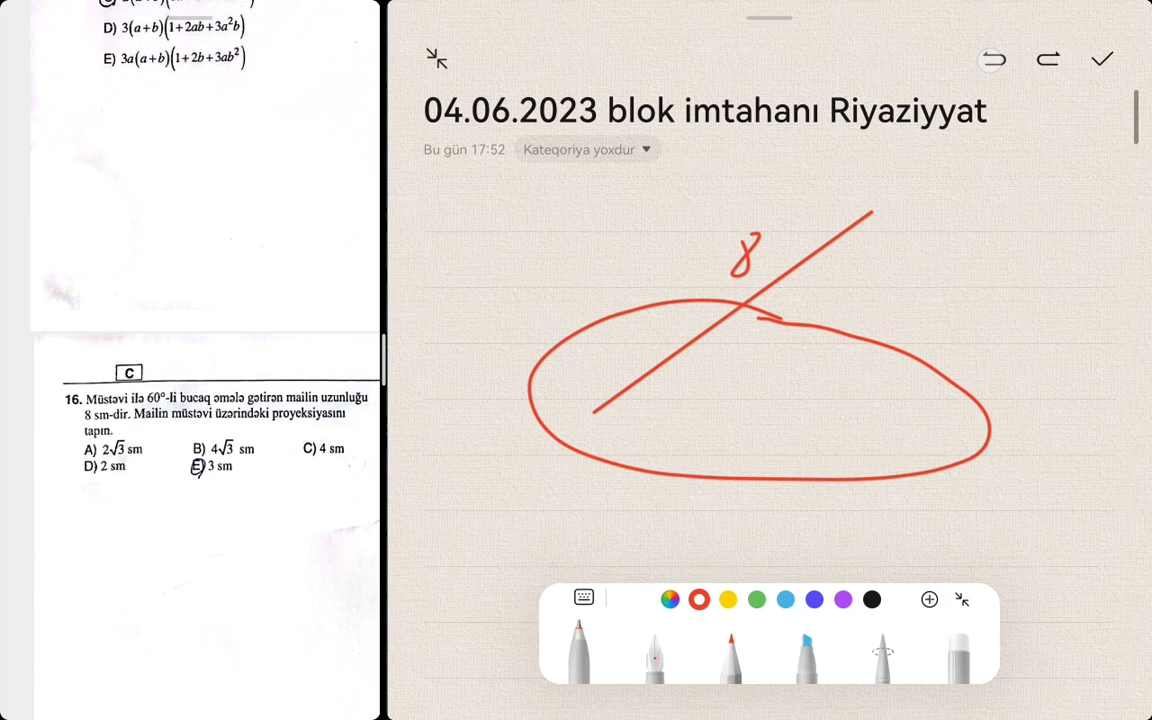 D) 3(a+b)(1+2ab+3a²b)
E) 3a(a+b)(1+2b+3ab²)
C
16. Müstəvi ilə 60°-li bucaq əmələ gətirən mailin uzunluğu
8 sm-dir. Mailin müstəvi üzərindəki proyeksiyasını
tapın.
A) 2√3 sm B) 4√3 sm C) 4 sm
D) 2 sm E) 3 sm
04.06.2023 blok imtahanı Riyaziyyat
Bu gün 17:52 Kateqoriya yoxdur
8